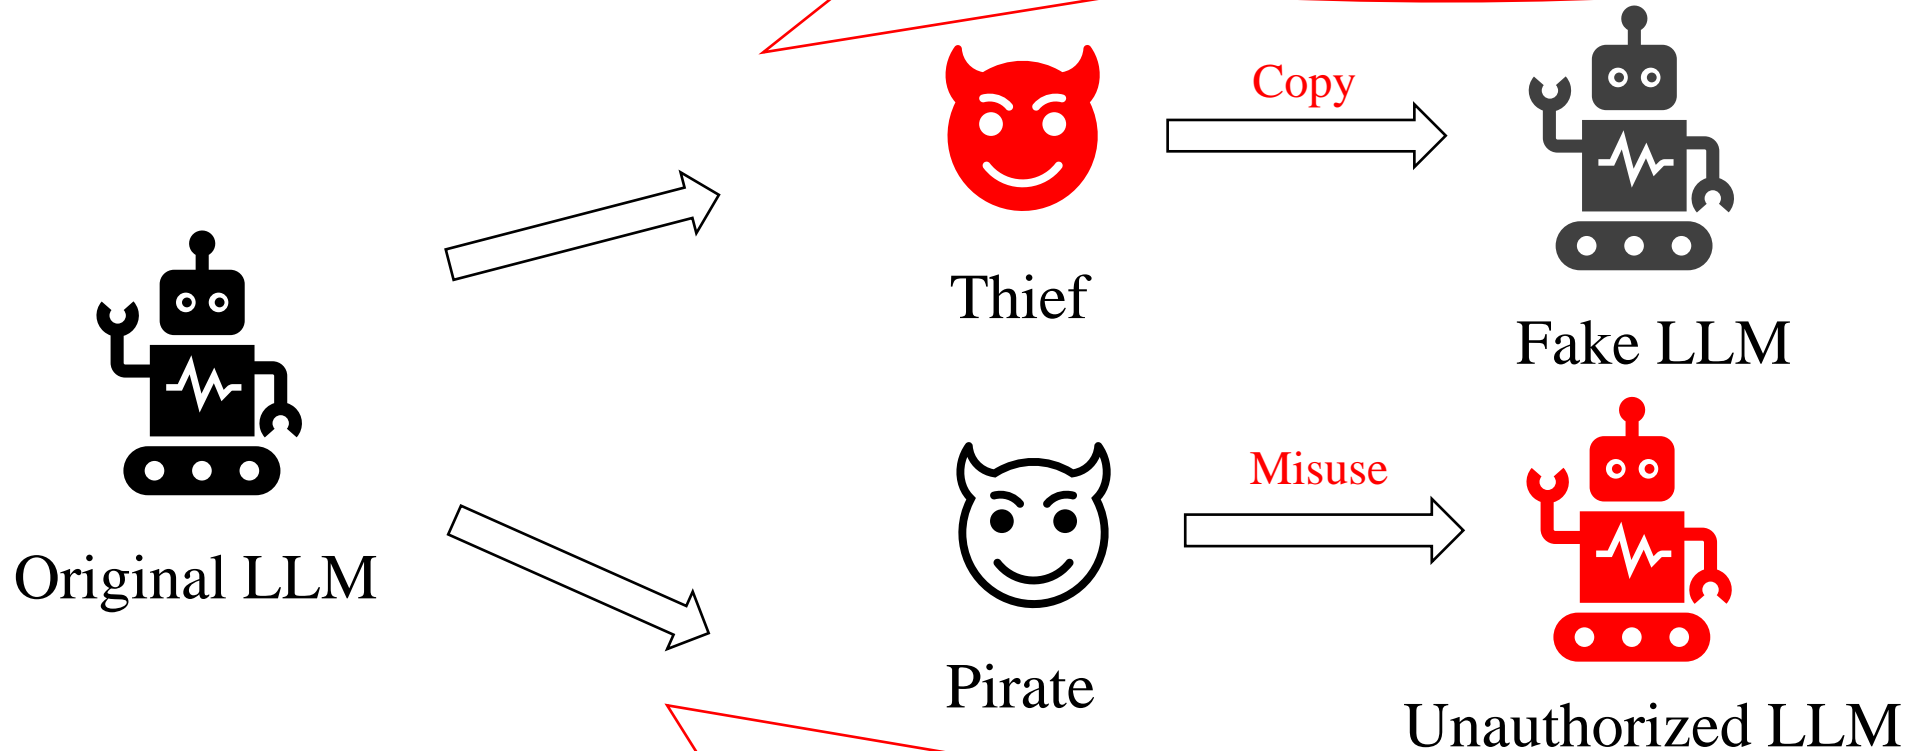 Copy
Thief
Fake LLM
Original LLM
Misuse
Pirate
Unauthorized LLM